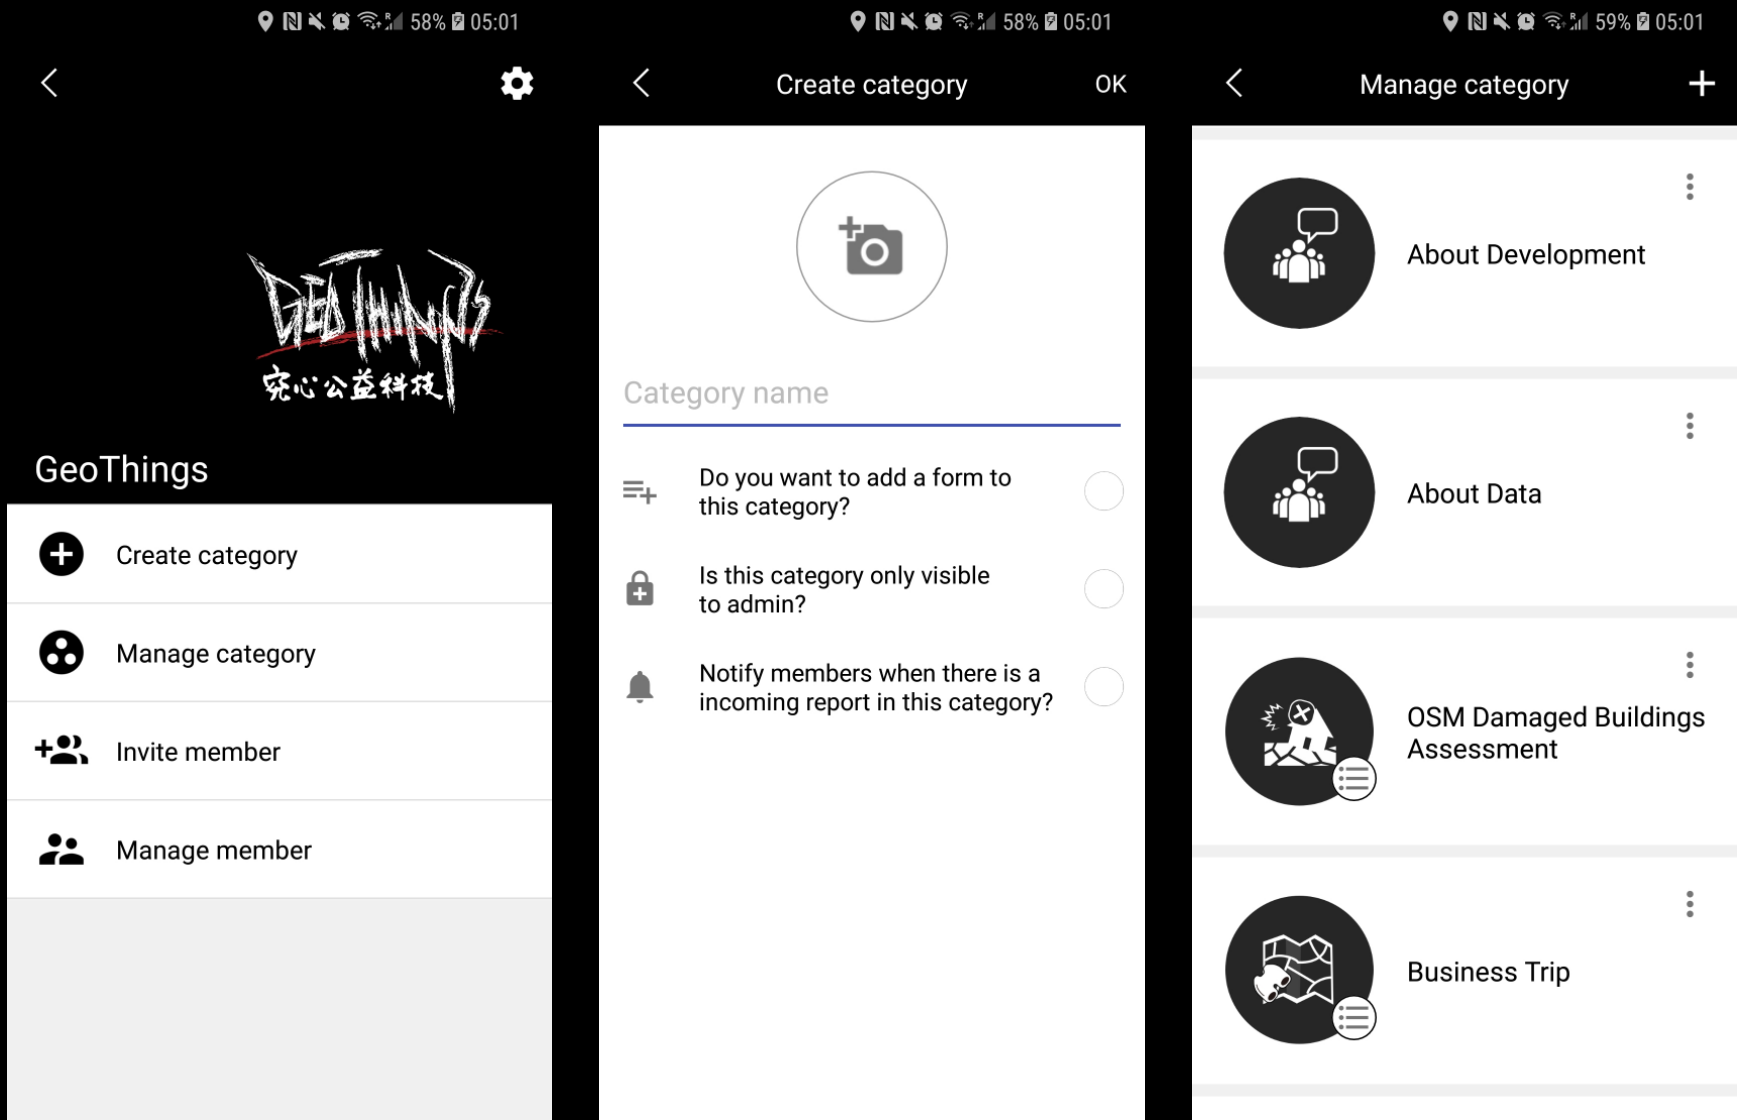 58% 05:01
GEOTHINGS
究心公益科技
GeoThings
Create category
Manage category
Invite member
Manage member
R 58% 05:01
Create category OK
Category name
Do you want to add a form to
this category?
Is this category only visible
to admin?
Notify members when there is a
incoming report in this category?
R 59% 05:01
Manage category
About Development
About Data
OSM Damaged Buildings
Assessment
Business Trip